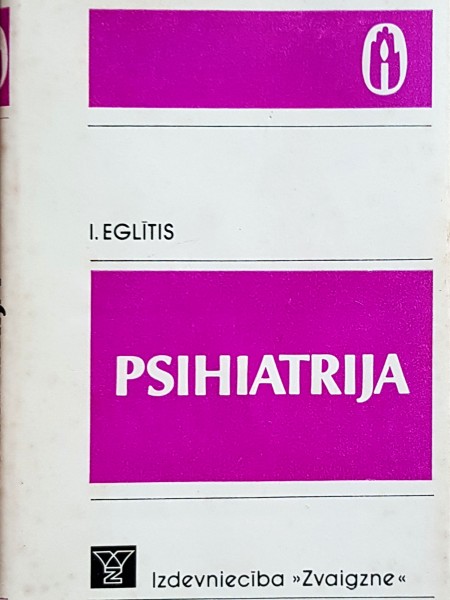 I. EGLĪTIS
PSIHIATRIJA
Izdevniecība »Zvaigzne«